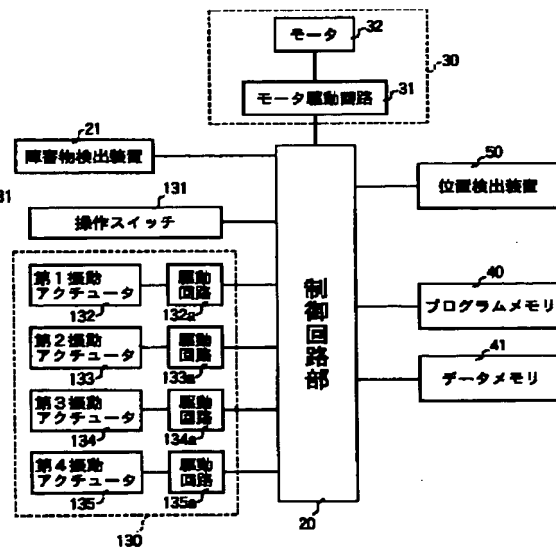 モータ
32
30
モータ駆動回路
31
21
障害物検出装置
50
位置検出装置
31
131
操作スイッチ
第1振動
アクチュータ
132
駆動
回路
132a
制御回路部
40
プログラムメモリ
第2振動
アクチュータ
133
駆動
回路
133a
41
データメモリ
第3振動
アクチュータ
134
駆動
回路
134a
第4振動
アクチュータ
135
駆動
回路
135a
20
130